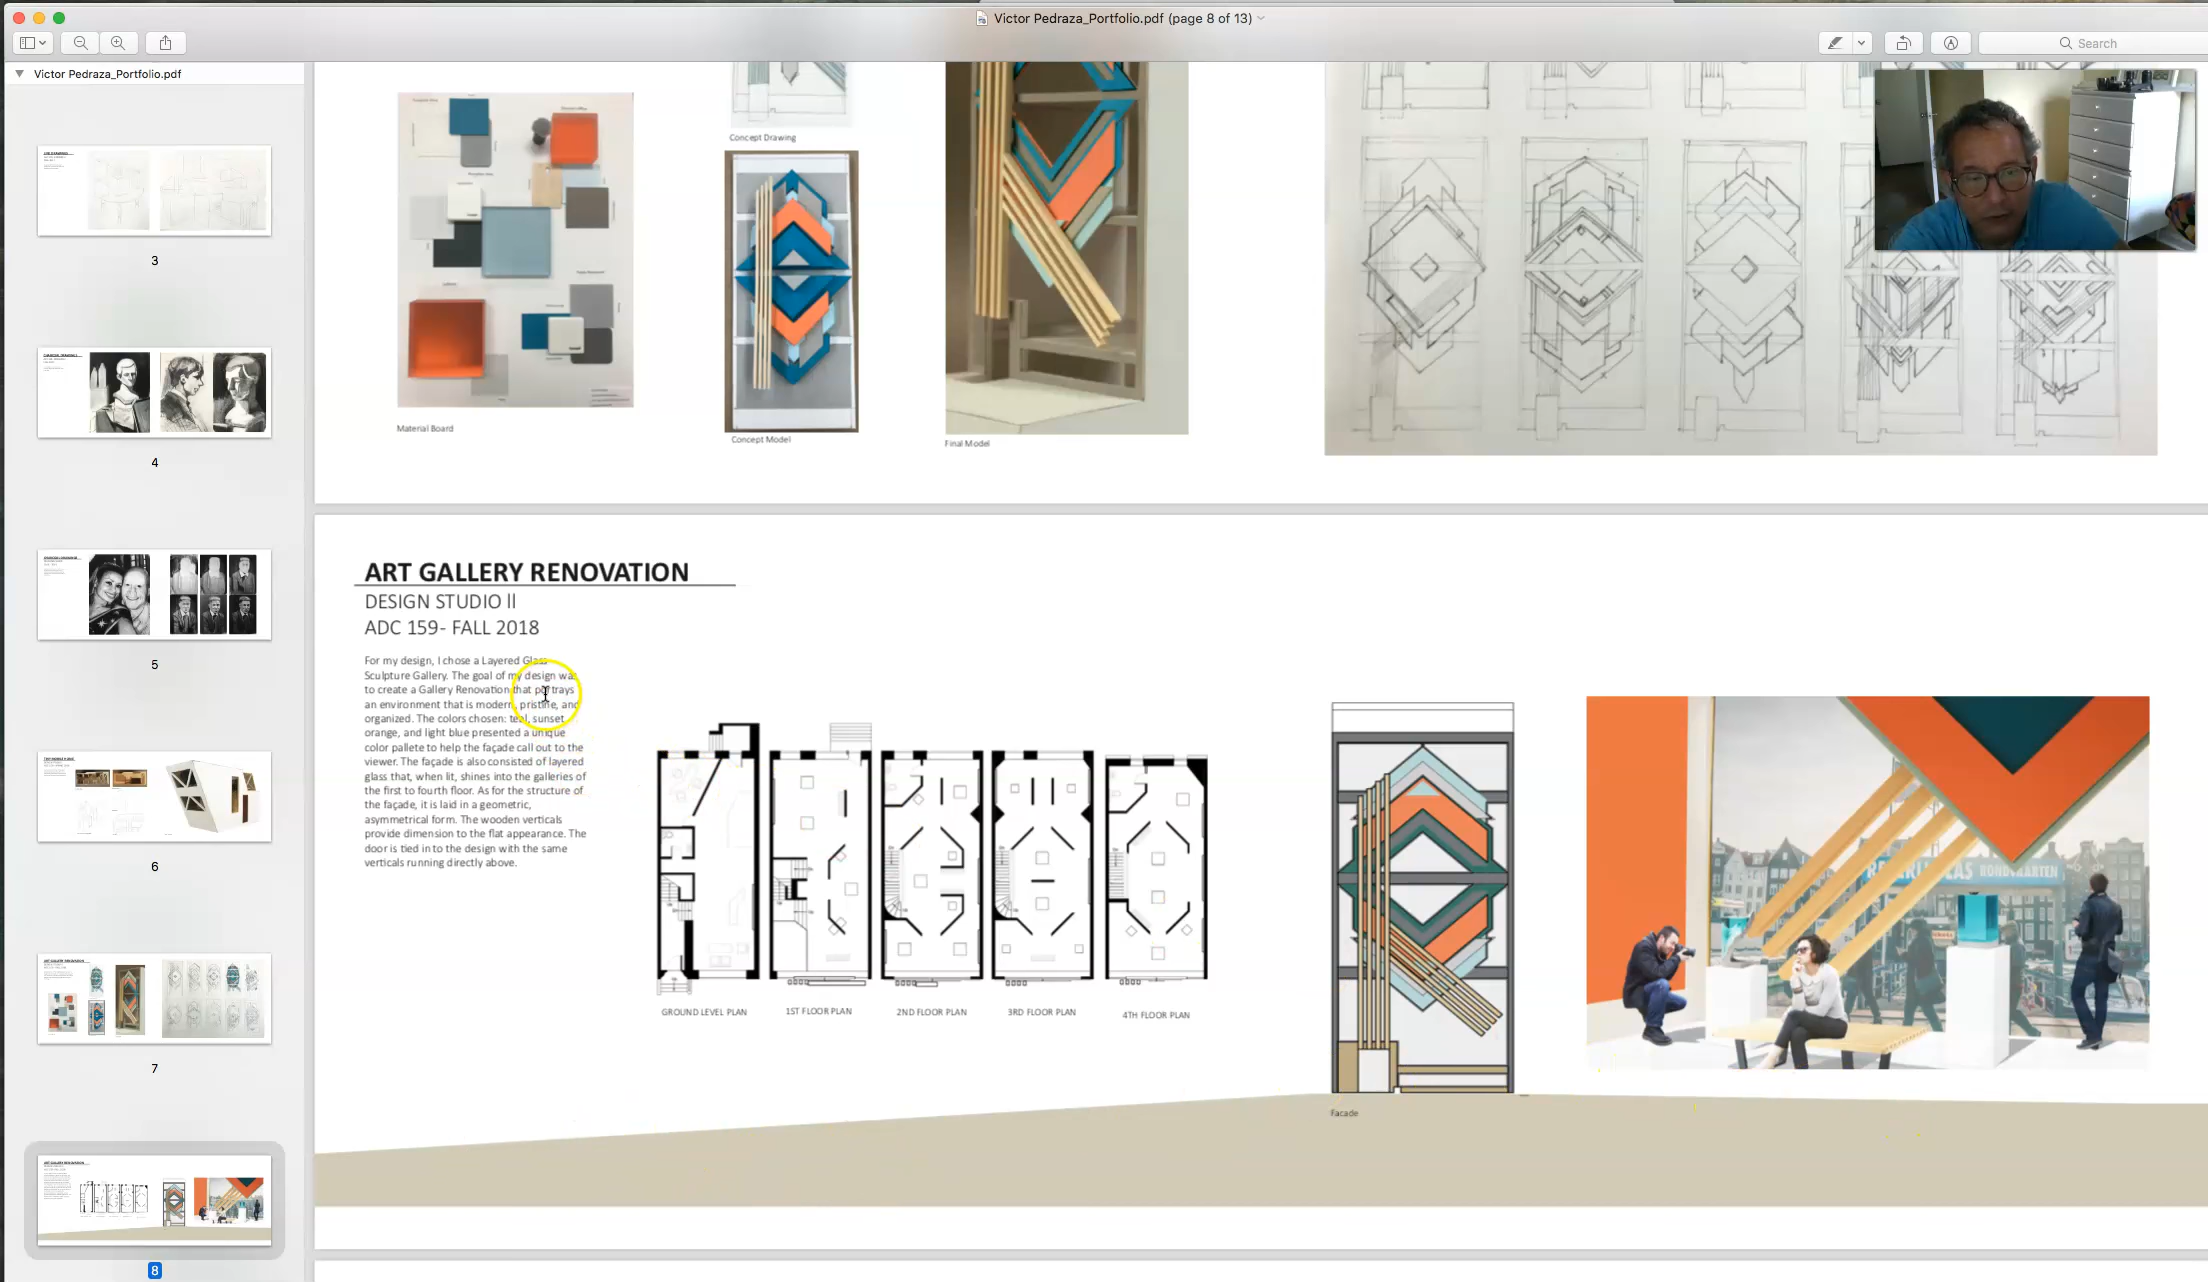 Victor Pedraza_Portfolio.pdf (page 8 of 13)
Search
Victor Pedraza_Portfolio.pdf
3
4
5
6
7
8
Concept Drawing
Material Board
Concept Model
Final Model
ART GALLERY RENOVATION
DESIGN STUDIO ll
ADC 159- FALL 2018
For my design, I chose a Layered Glass
Sculpture Gallery. The goal of my design was
to create a Gallery Renovation that portrays
an environment that is modern, pristine, and
organized. The colors chosen: teal, sunset
orange, and light blue presented a unique
color pallete to help the façade call out to the
viewer. The façade is also consisted of layered
glass that, when lit, shines into the galleries of
the first to fourth floor. As for the structure of
the façade, it is laid in a geometric,
asymmetrical form. The wooden verticals
provide dimension to the flat appearance. The
door is tied in to the design with the same
verticals running directly above.
GROUND LEVEL PLAN
1ST FLOOR PLAN
2ND FLOOR PLAN
3RD FLOOR PLAN
4TH FLOOR PLAN
Facade
RONDVAARTEN